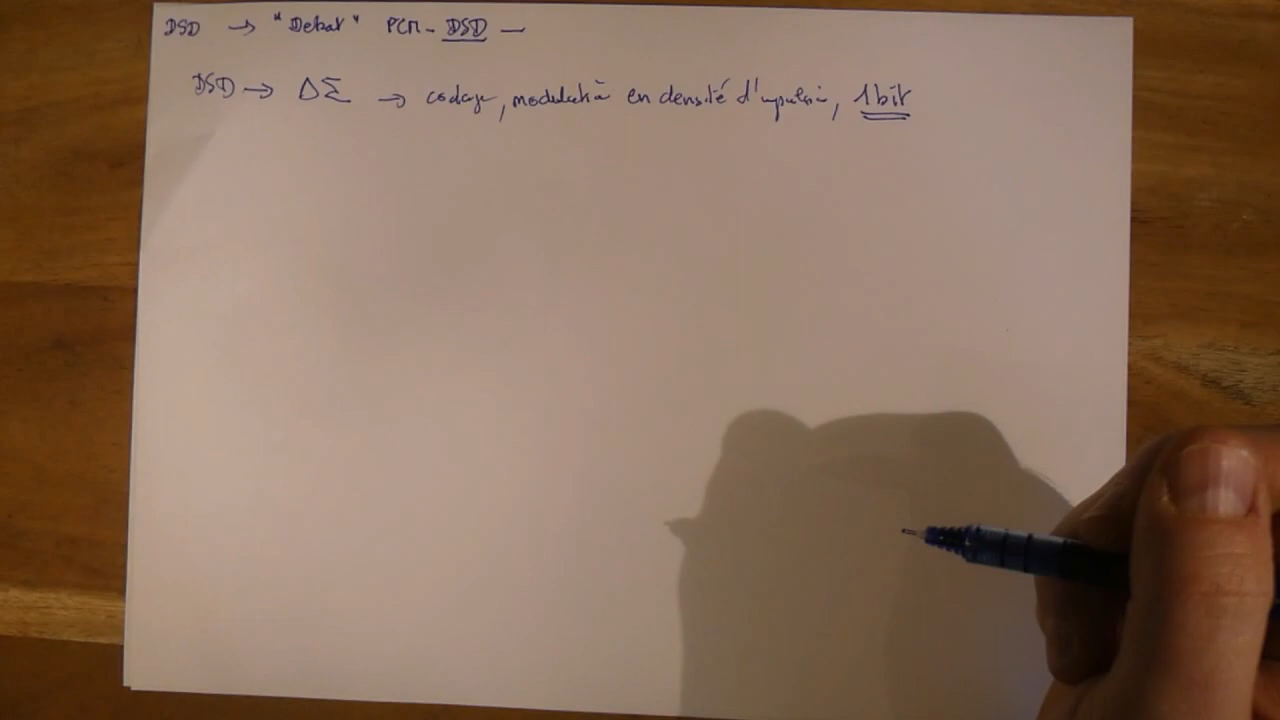 DSD → "Debat" PCM - DSD —
DSD → ΔΣ → codage, modulation en densité d'impulsion, 1 bit